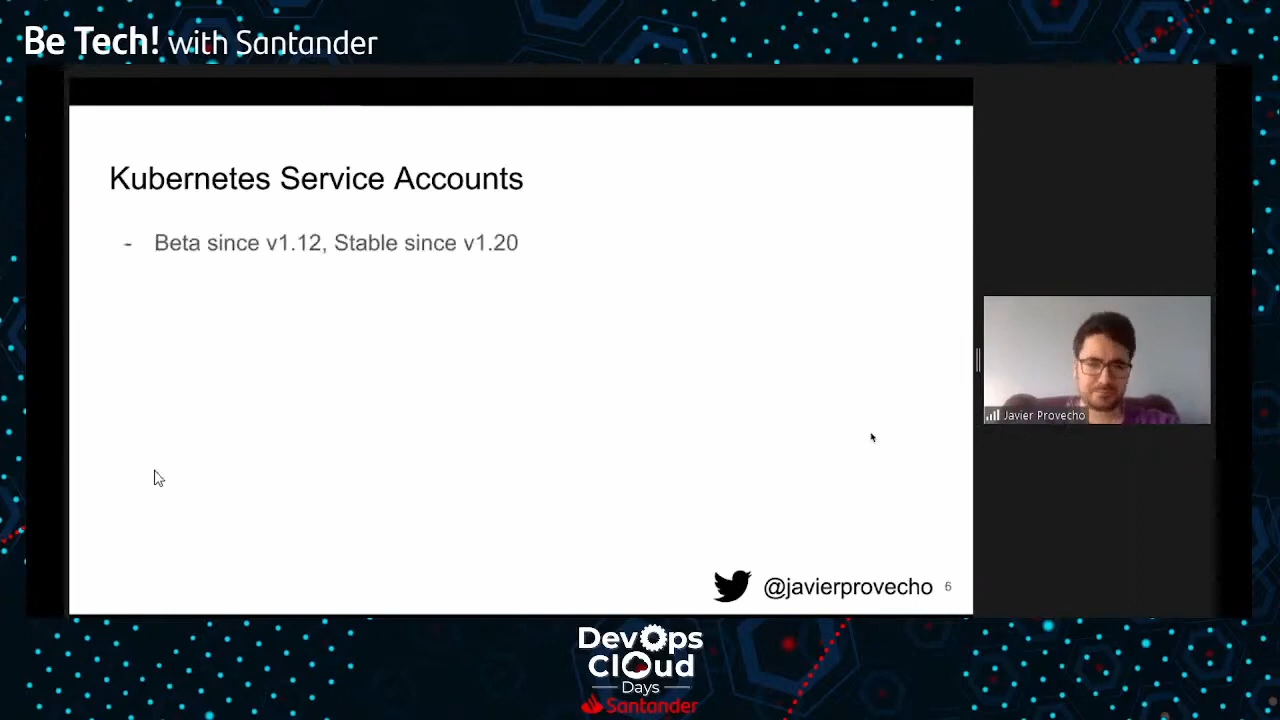 Be Tech! with Santander
Kubernetes Service Accounts
- Beta since v1.12, Stable since v1.20
Javier Provecho
@javierprovecho 6
DevOps
Cloud
Days
Santander